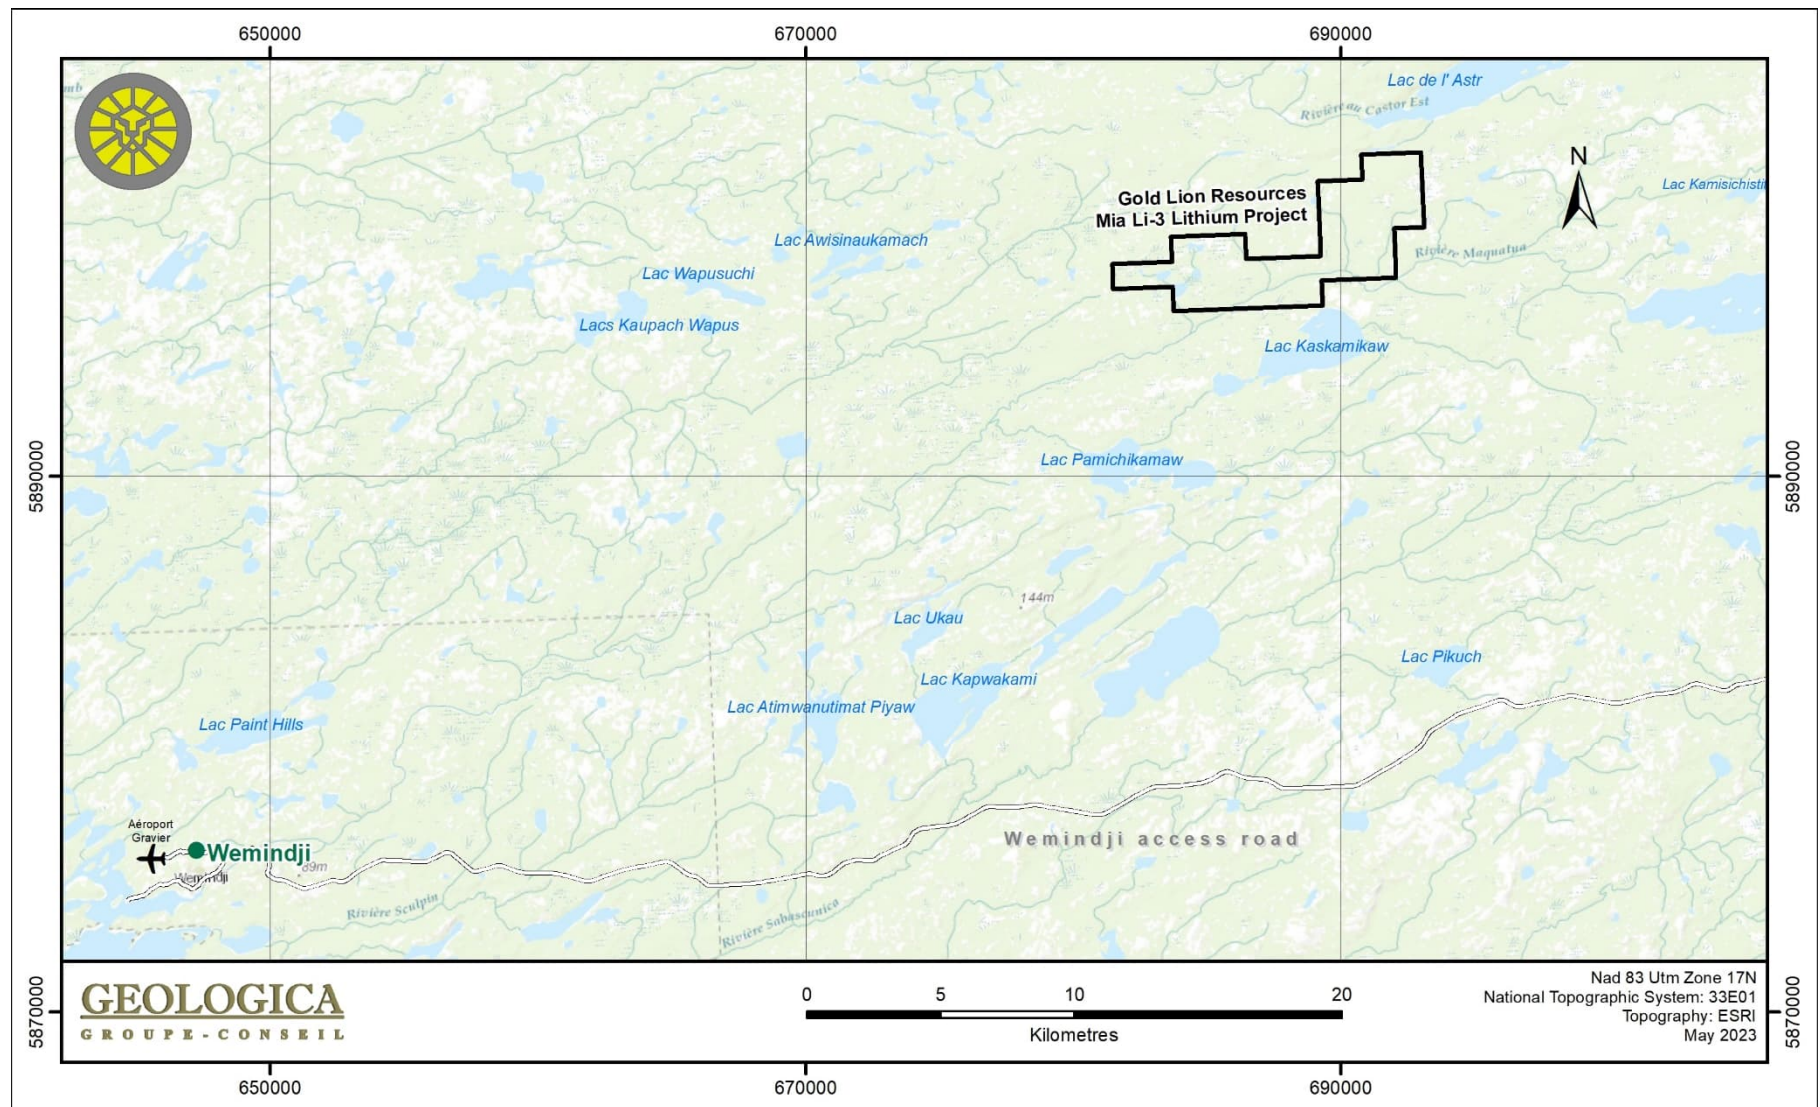 650000
670000
690000
Lac de l' Astr
Rivière au Castor Est
N
Gold Lion Resources
Mia Li-3 Lithium Project
Lac Kamisichistit
Lac Awisinaukamach
Rivière Maquatua
Lac Wapusuchi
Lacs Kaupach Wapus
Lac Kaskamikaw
Lac Pamichikamaw
5890000
5890000
144m
Lac Ukau
Lac Pikuch
Lac Kapwakami
Lac Atimwanutimat Piyaw
Lac Paint Hills
Aéroport
Gravier
Wemindji
Wemindji access road
89m
Wemindji
Rivière Sculpin
Rivière Sabascunica
GEOLOGICA
GROUPE-CONSEIL
0 5 10 20
Kilometres
Nad 83 Utm Zone 17N
National Topographic System: 33E01
Topography: ESRI
May 2023
5870000
5870000
650000
670000
690000